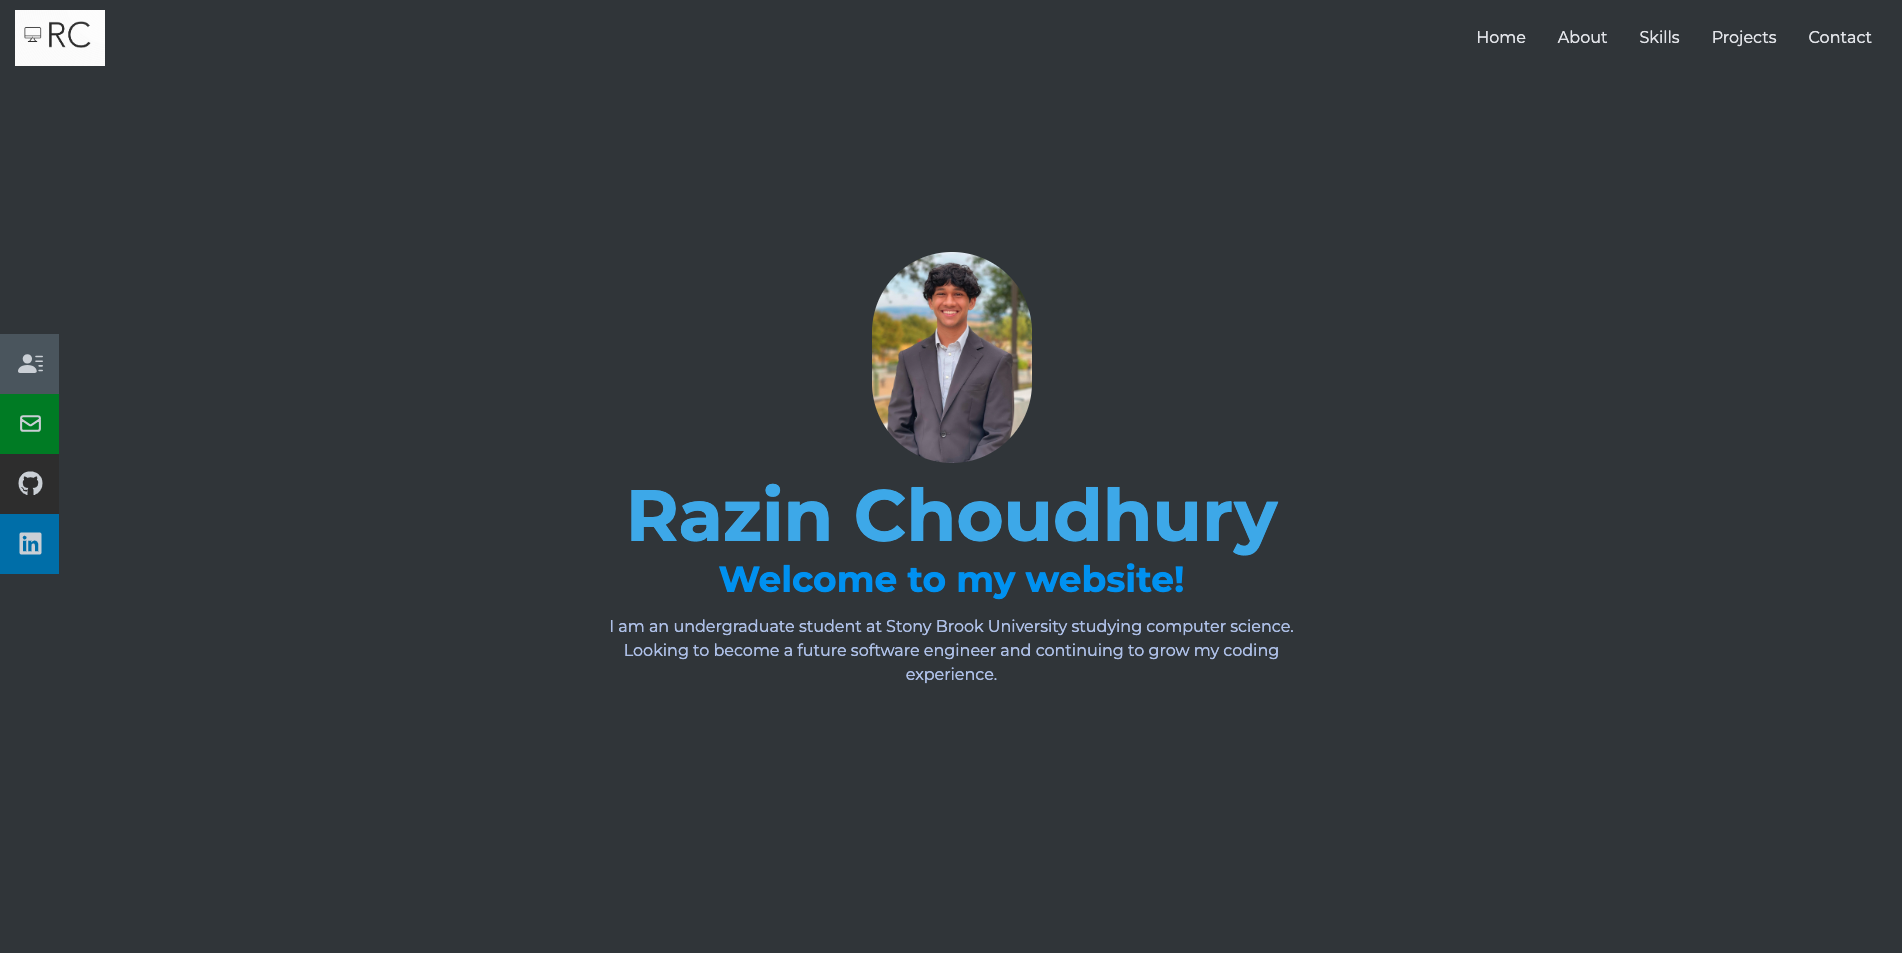 RC
Home
About
Skills
Projects
Contact
Razin Choudhury
Welcome to my website!
I am an undergraduate student at Stony Brook University studying computer science.
Looking to become a future software engineer and continuing to grow my coding
experience.
in